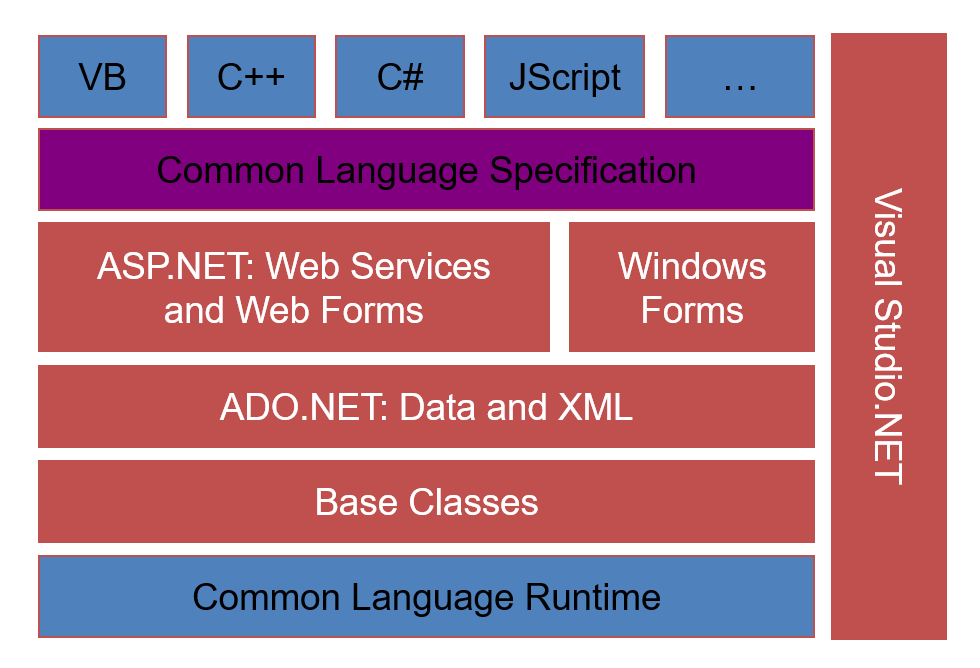 VB
C++
C#
JScript
…
Common Language Specification
ASP.NET: Web Services
and Web Forms
Windows
Forms
ADO.NET: Data and XML
Base Classes
Common Language Runtime
Visual Studio.NET